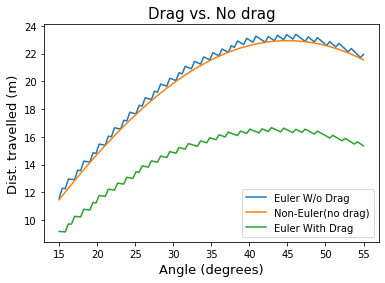 Drag vs. No drag
Dist. travelled (m)
24
22
20
18
16
14
12
10
15 20 25 30 35 40 45 50 55
Angle (degrees)
Euler W/o Drag
Non-Euler(no drag)
Euler With Drag